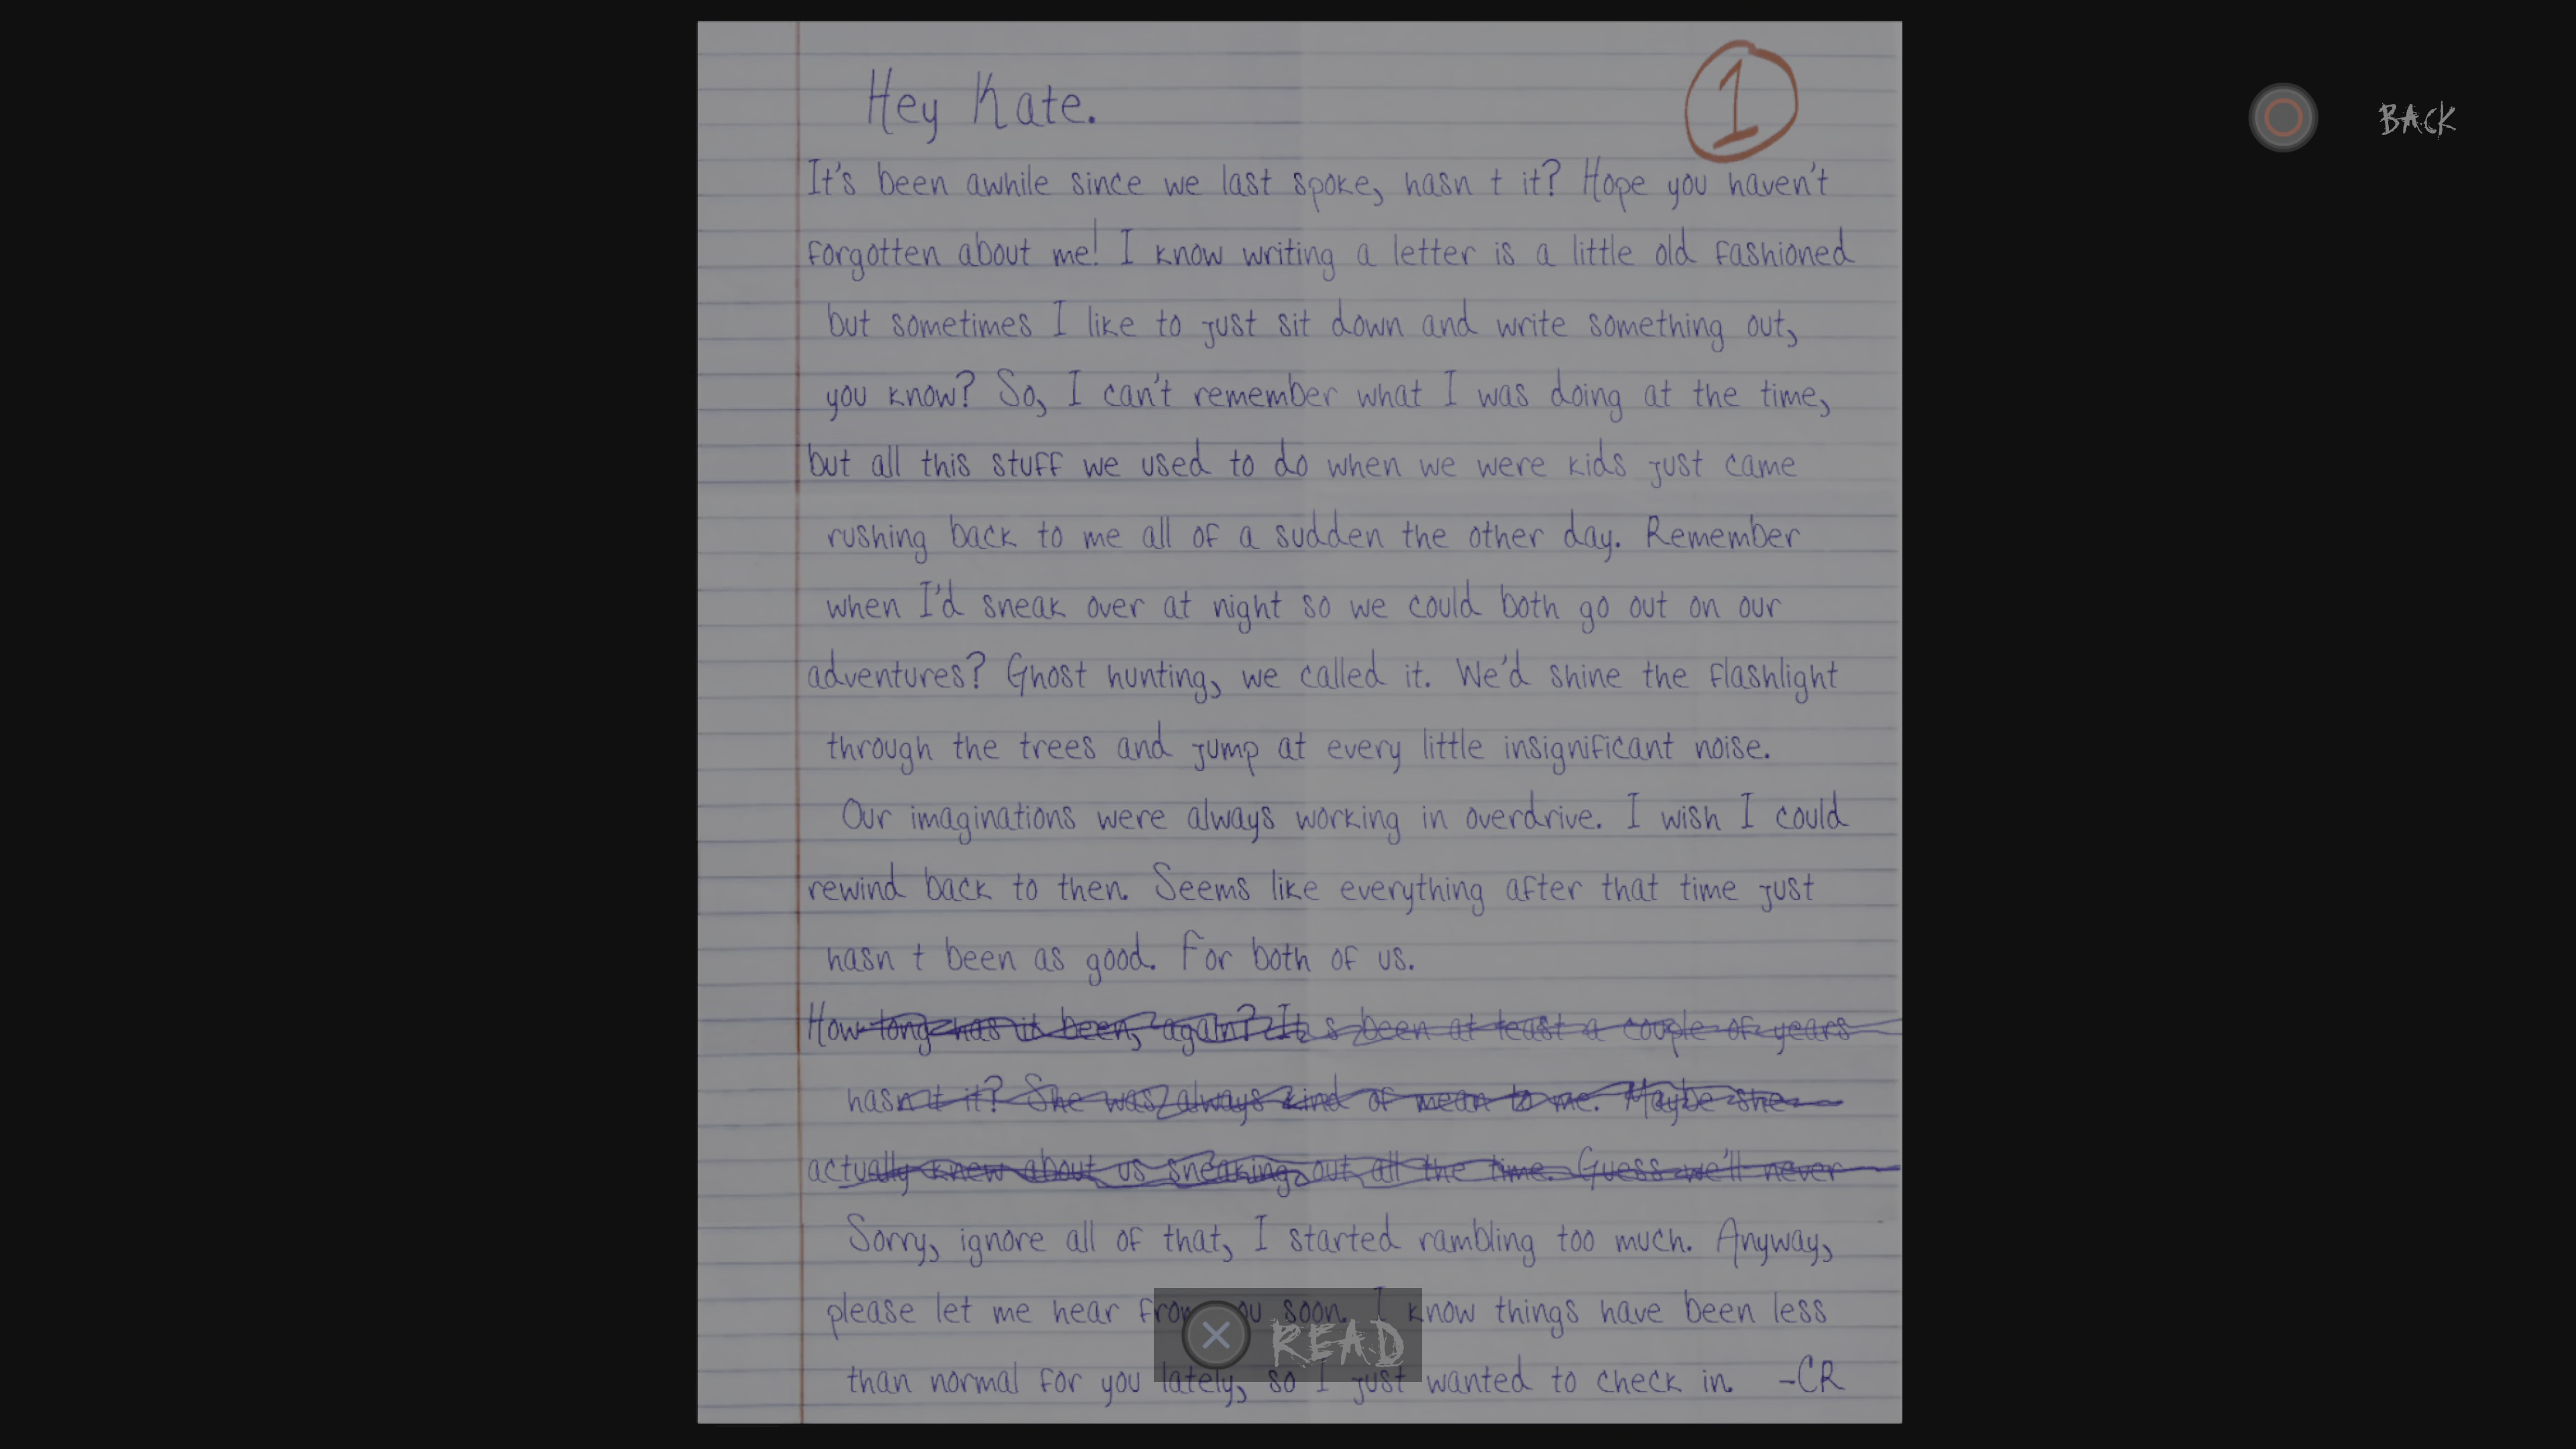 Hey Kate.
1
BACK
It's been awhile since we last spoke, hasn t it? Hope you haven't
forgotten about me! I know writing a letter is a little old fashioned
but sometimes I like to just sit down and write something out,
you know? So, I can't remember what I was doing at the time,
but all this stuff we used to do when we were kids just came
rushing back to me all of a sudden the other day. Remember
when I'd sneak over at night so we could both go out on our
adventures? Ghost hunting, we called it. We'd shine the flashlight
through the trees and jump at every little insignificant noise.
Our imaginations were always working in overdrive. I wish I could
rewind back to then. Seems like everything after that time just
hasn t been as good. For both of us.
How long has it been, again? It s been at least a couple of years
hasn t it? She was always kind of mean to me. Maybe she
actually knew about us sneaking out all the time. Guess we'll never
Sorry, ignore all of that, I started rambling too much. Anyway,
please let me hear from you soon. I know things have been less
READ
than normal for you lately, so I just wanted to check in. -CR